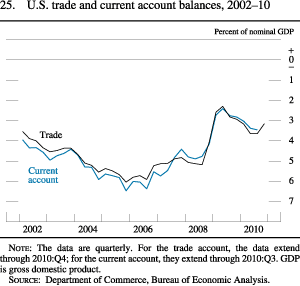 25. U.S. trade and current account balances, 2002–10
Percent of nominal GDP
+
0
—
1
2
3
4
5
6
7
Trade
Current
account
2002 2004 2006 2008 2010
NOTE: The data are quarterly. For the trade account, the data extend
through 2010:Q4; for the current account, they extend through 2010:Q3. GDP
is gross domestic product.
SOURCE: Department of Commerce, Bureau of Economic Analysis.